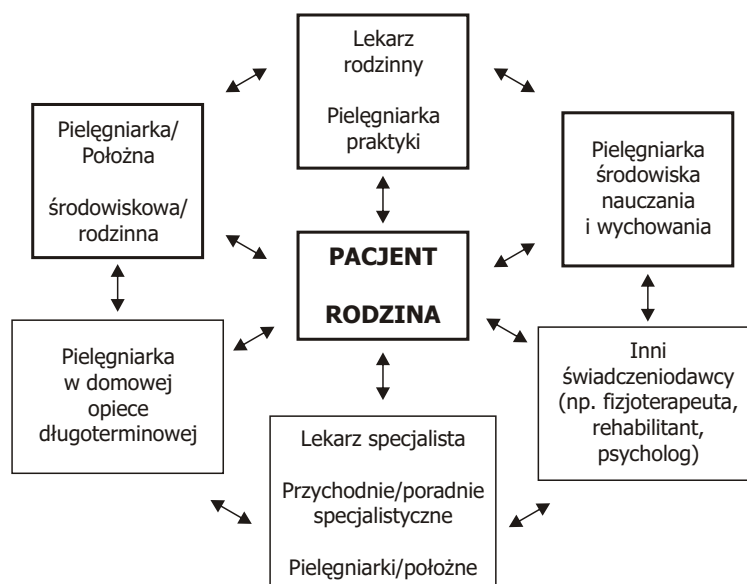 Lekarz
rodzinny
Pielęgniarka
praktyki
Pielęgniarka/
Położna
środowiskowa/
rodzinna
Pielęgniarka
środowiska
nauczania
i wychowania
PACJENT
RODZINA
Pielęgniarka
w domowej
opiece
długoterminowej
Inni
świadczeniodawcy
(np. fizjoterapeuta,
rehabilitant,
psycholog)
Lekarz specjalista
Przychodnie/poradnie
specjalistyczne
Pielęgniarki/położne